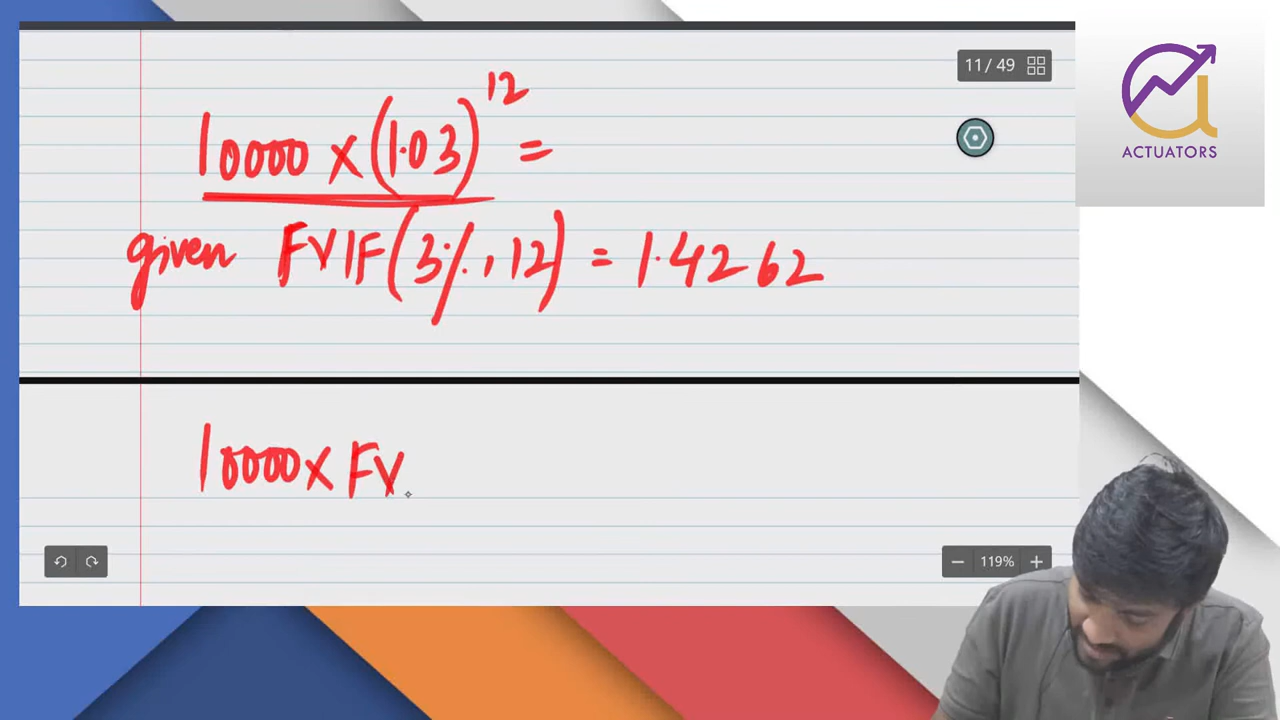 11 / 49
10000 × (1.03)^12 =
given FVIF (3%, 12) = 1.4262
10000 × FV
119%
ACTUATORS